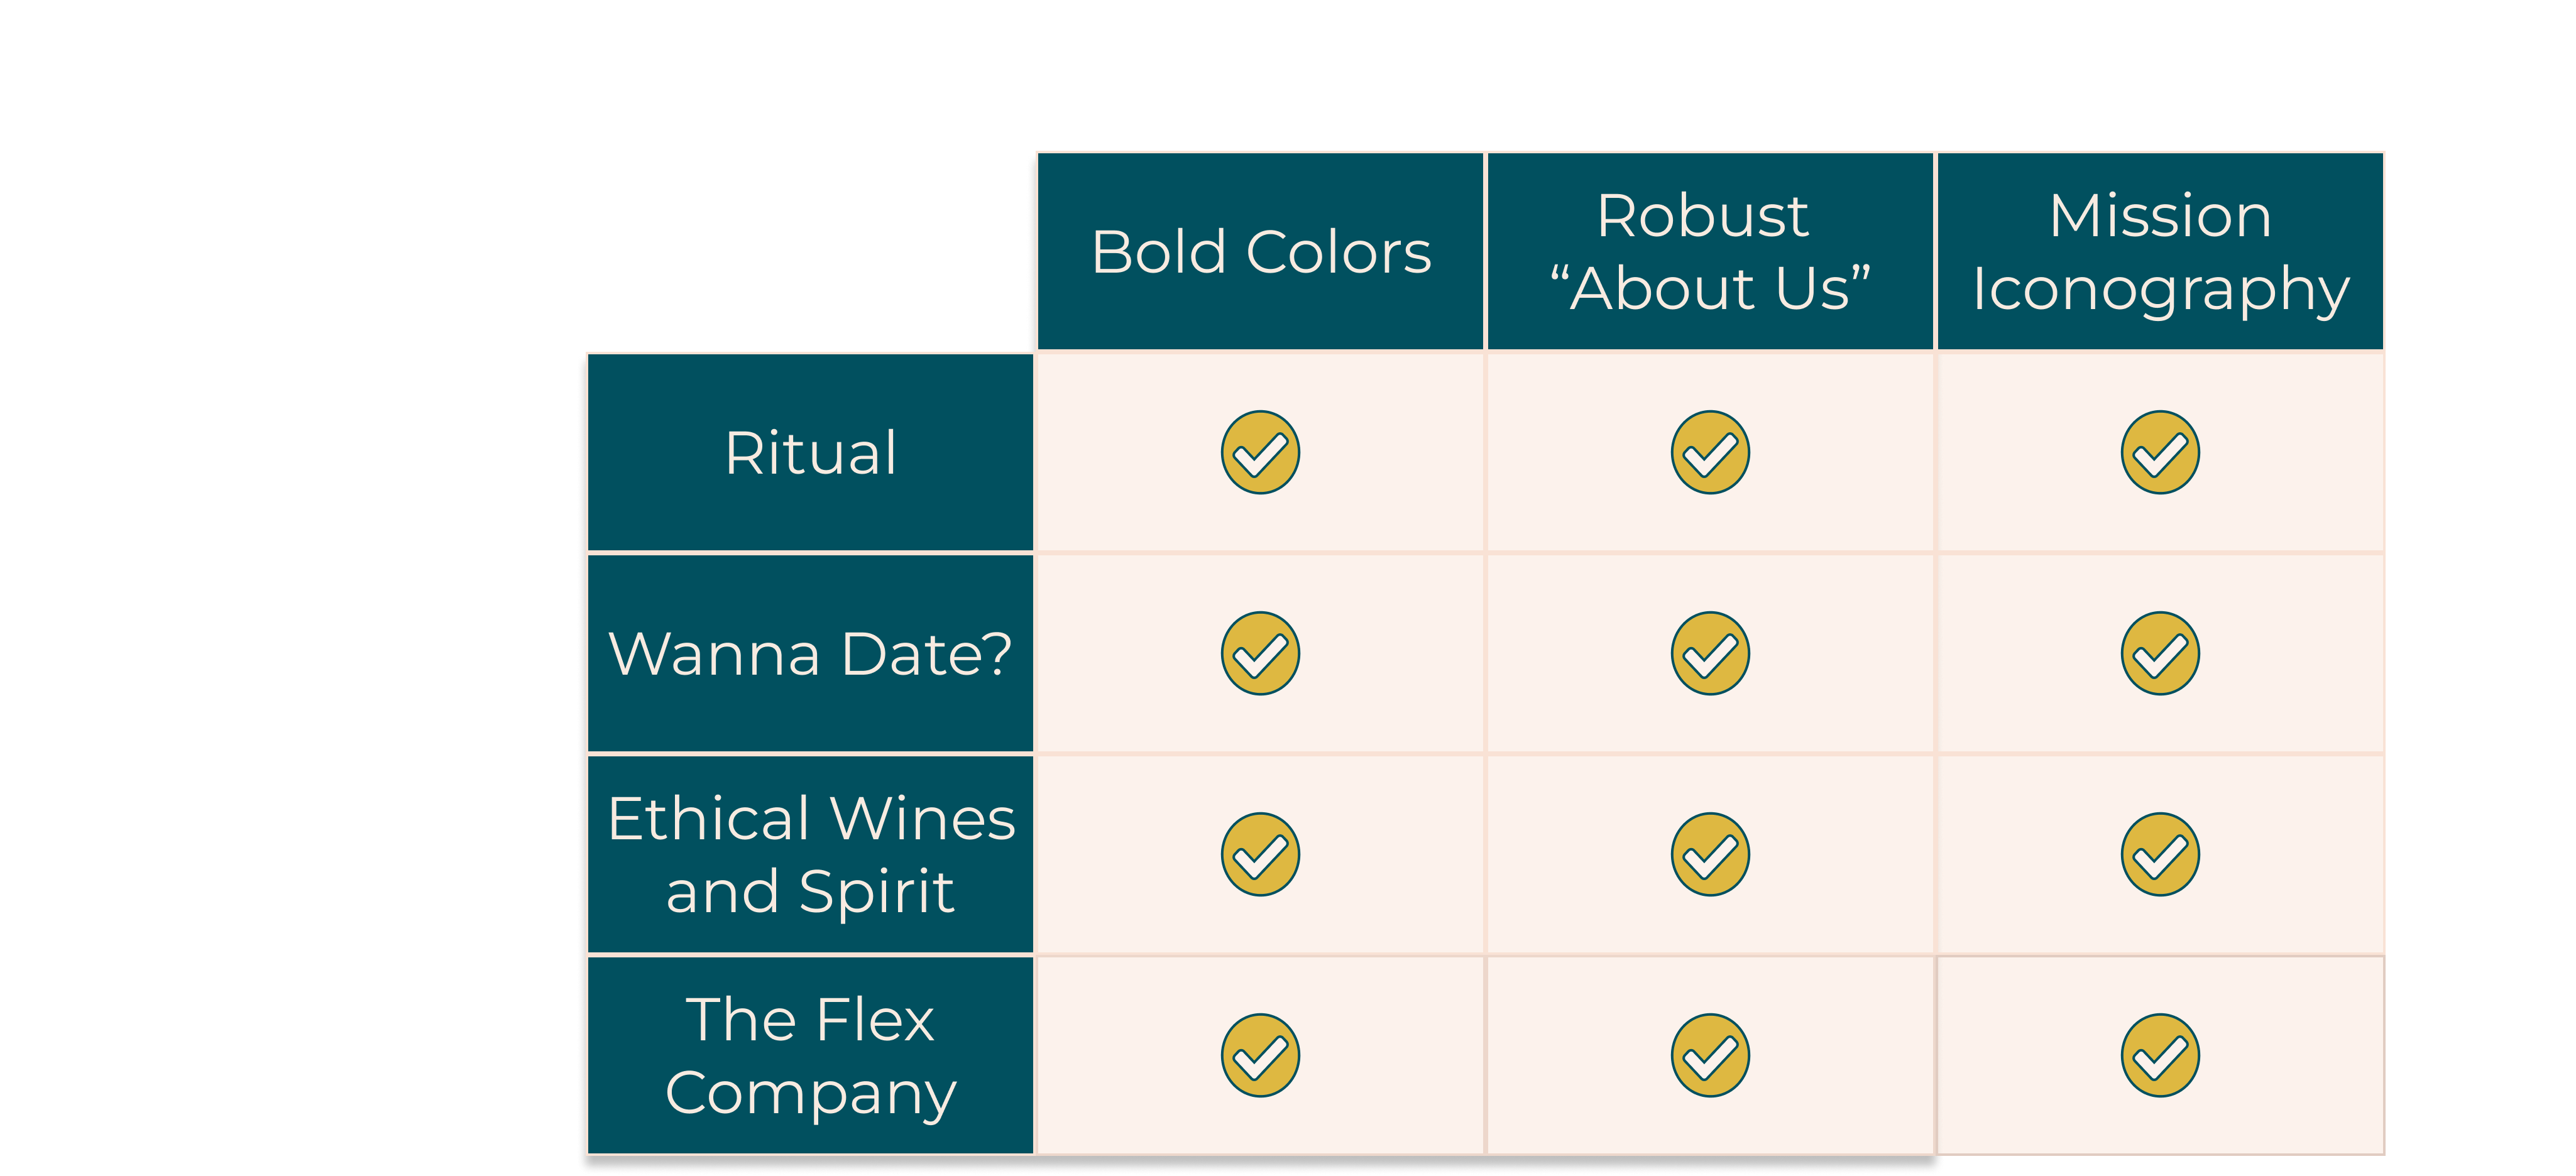 Bold Colors
Robust
“About Us”
Mission
Iconography
Ritual
Wanna Date?
Ethical Wines
and Spirit
The Flex
Company